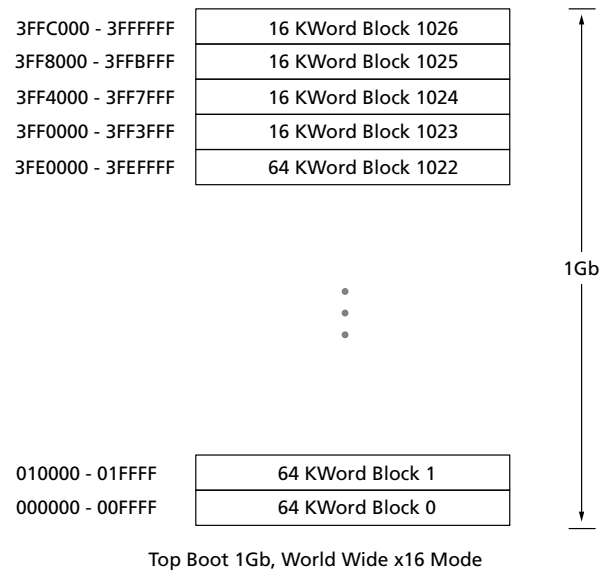 3FFC000 - 3FFFFFF 16 KWord Block 1026
3FF8000 - 3FFBFFF 16 KWord Block 1025
3FF4000 - 3FF7FFF 16 KWord Block 1024
3FF0000 - 3FF3FFF 16 KWord Block 1023
3FE0000 - 3FEFFFF 64 KWord Block 1022
1Gb
010000 - 01FFFF 64 KWord Block 1
000000 - 00FFFF 64 KWord Block 0
Top Boot 1Gb, World Wide x16 Mode